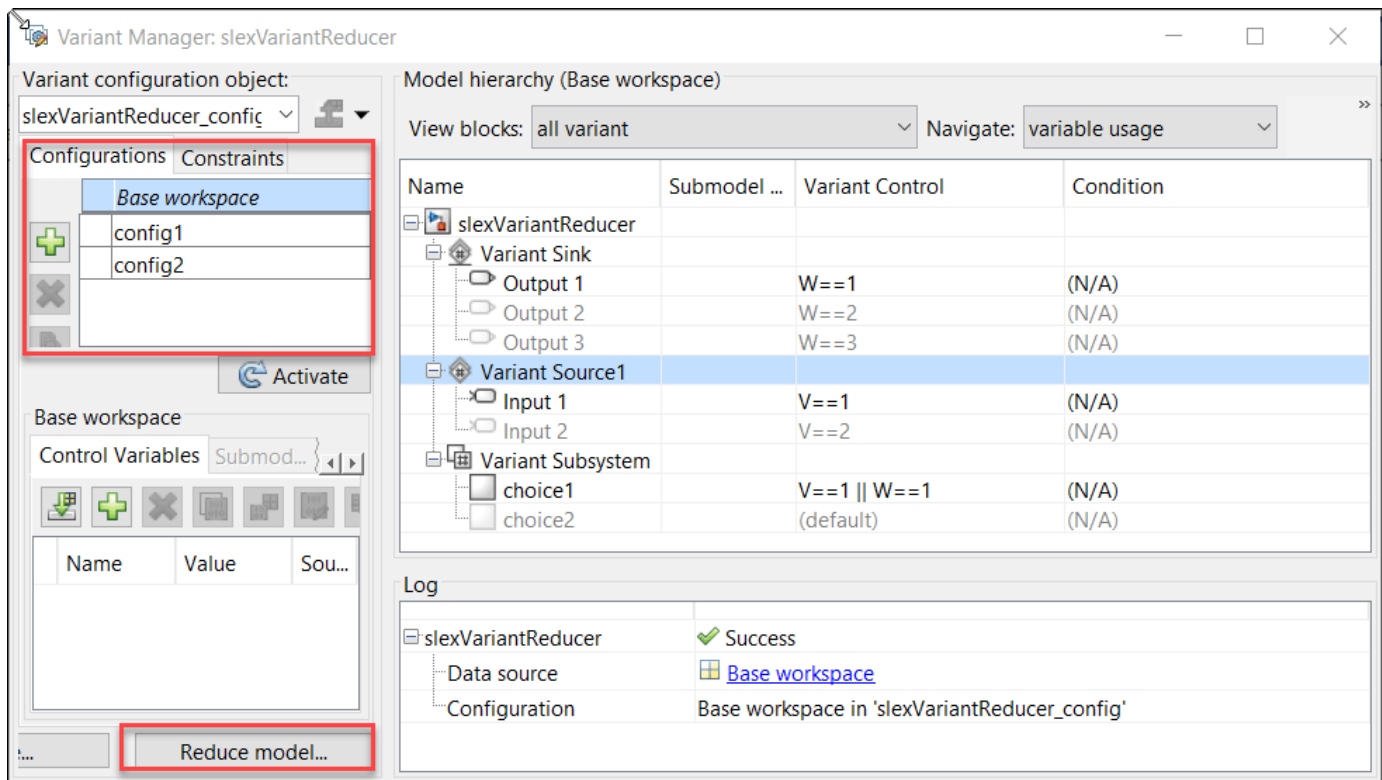 Variant Manager: slexVariantReducer
Variant configuration object:
slexVariantReducer_config
Configurations Constraints
Base workspace
config1
config2
Activate
Base workspace
Control Variables Submod...
Name Value Sou...
Reduce model...
Model hierarchy (Base workspace)
View blocks: all variant Navigate: variable usage »
Name Submodel ... Variant Control Condition
slexVariantReducer
Variant Sink
Output 1 W==1 (N/A)
Output 2 W==2 (N/A)
Output 3 W==3 (N/A)
Variant Source1
Input 1 V==1 (N/A)
Input 2 V==2 (N/A)
Variant Subsystem
choice1 V==1 || W==1 (N/A)
choice2 (default) (N/A)
Log
slexVariantReducer Success
Data source Base workspace
Configuration Base workspace in 'slexVariantReducer_config'